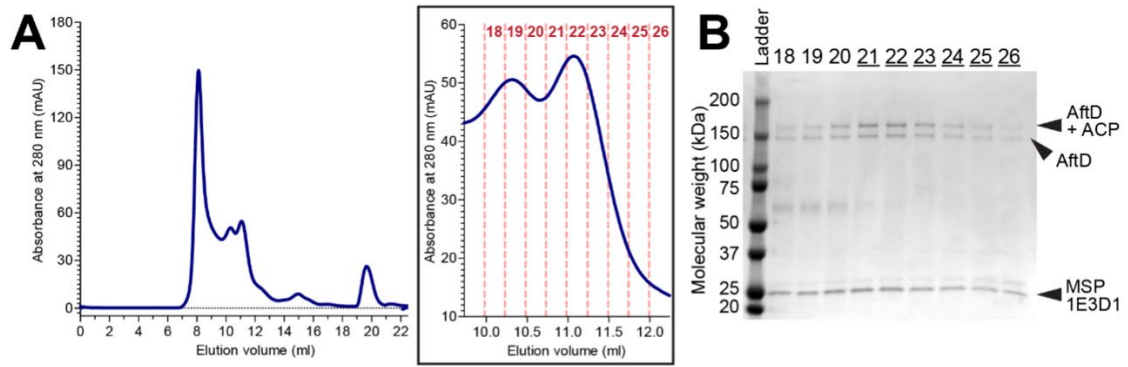 A
Absorbance at 280 nm (mAU)
180
150
120
90
60
30
0
0 2 4 6 8 10 12 14 16 18 20 22
Elution volume (ml)
Absorbance at 280 nm (mAU)
60
50
40
30
20
10
18 19 20 21 22 23 24 25 26
10.0 10.5 11.0 11.5 12.0
Elution volume (ml)
B
Ladder
18 19 20 21 22 23 24 25 26
Molecular weight (kDa)
200
150
100
75
50
37
25
20
AftD
+ ACP
AftD
MSP
1E3D1